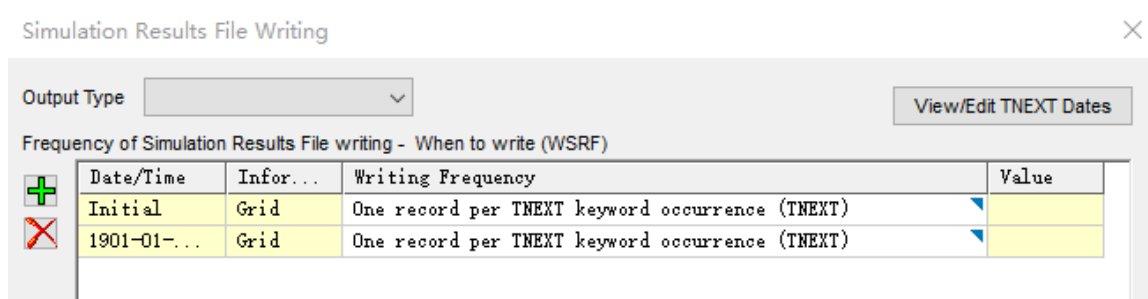 Simulation Results File Writing
Output Type
View/Edit TNEXT Dates
Frequency of Simulation Results File writing - When to write (WSRF)
Date/Time Infor... Writing Frequency Value
Initial Grid One record per TNEXT keyword occurrence (TNEXT)
1901-01-... Grid One record per TNEXT keyword occurrence (TNEXT)